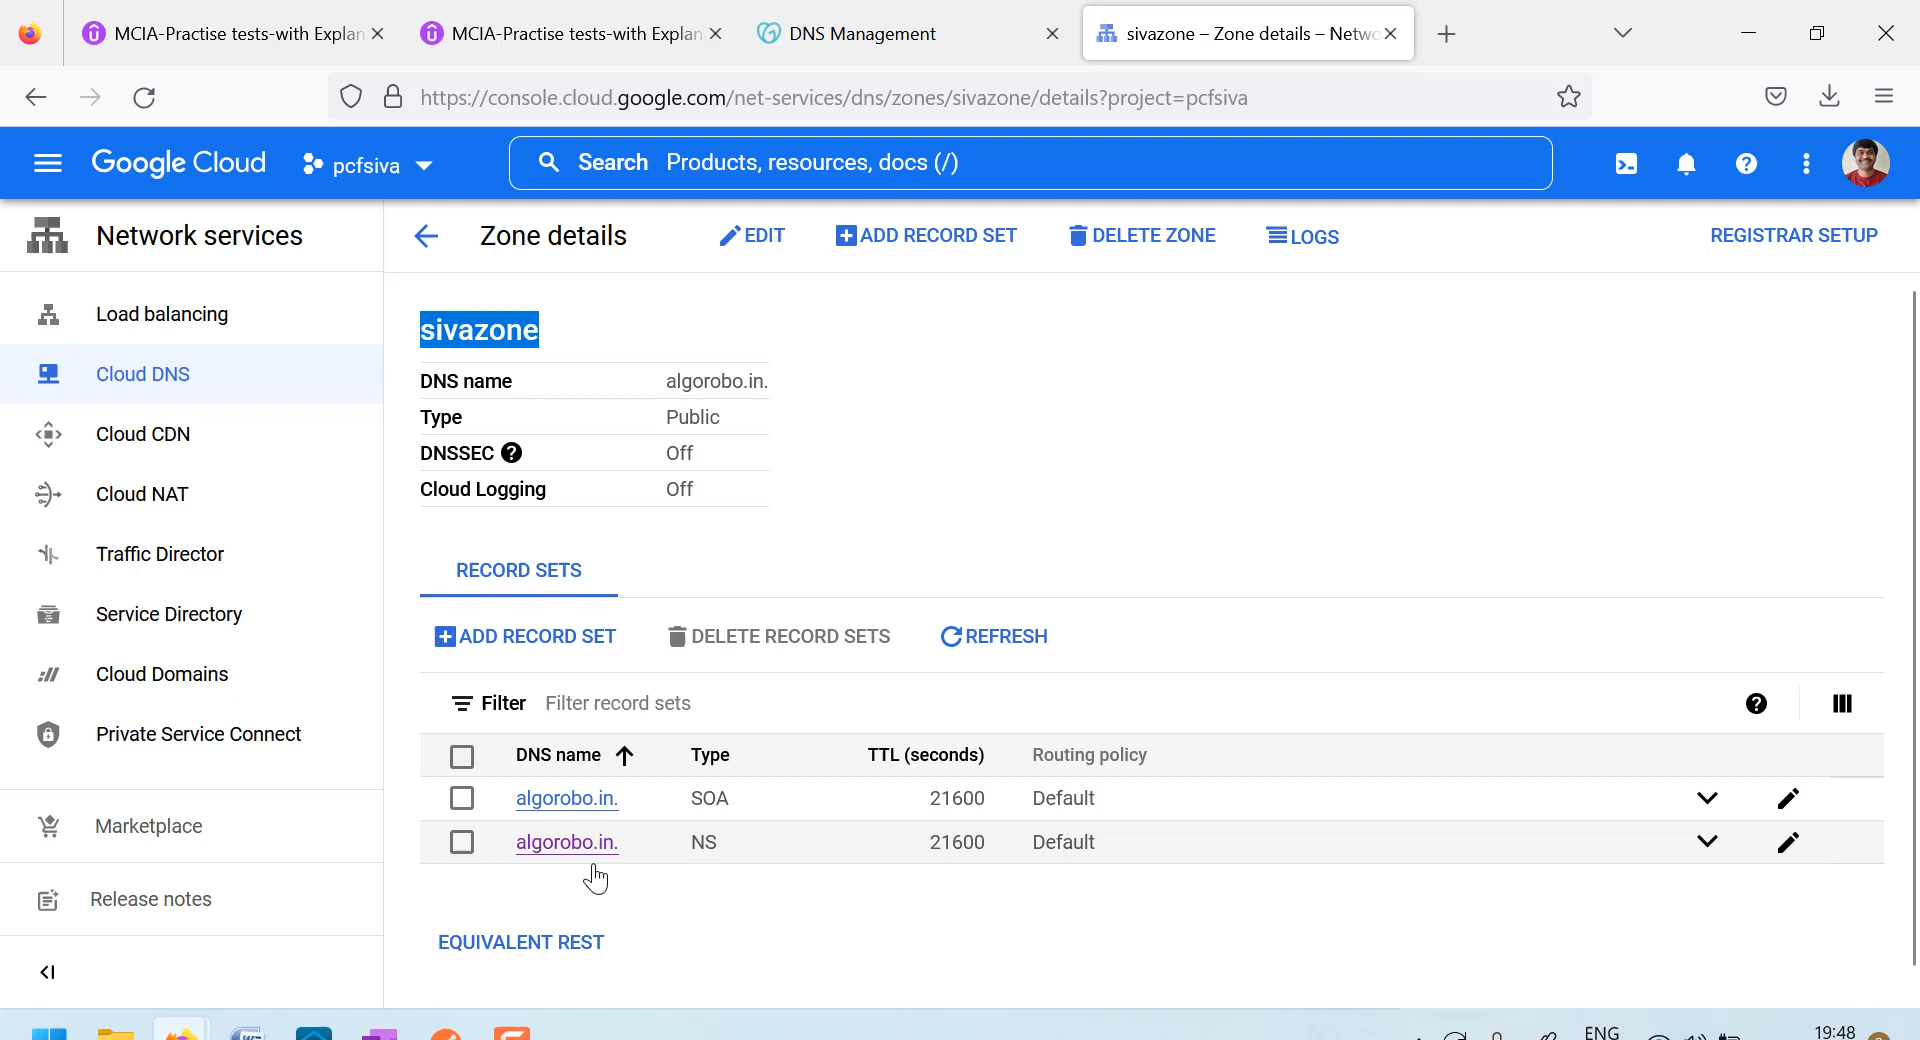 MCIA-Practise tests-with Explan
MCIA-Practise tests-with Explan
DNS Management
sivazone – Zone details – Netwo
https://console.cloud.google.com/net-services/dns/zones/sivazone/details?project=pcfsiva
Google Cloud
pcfsiva
Search Products, resources, docs (/)
Network services
Zone details
EDIT
ADD RECORD SET
DELETE ZONE
LOGS
REGISTRAR SETUP
Load balancing
Cloud DNS
Cloud CDN
Cloud NAT
Traffic Director
Service Directory
Cloud Domains
Private Service Connect
Marketplace
Release notes
sivazone
DNS name algorobo.in.
Type Public
DNSSEC Off
Cloud Logging Off
RECORD SETS
ADD RECORD SET
DELETE RECORD SETS
REFRESH
Filter Filter record sets
DNS name Type TTL (seconds) Routing policy
algorobo.in. SOA 21600 Default
algorobo.in. NS 21600 Default
EQUIVALENT REST
ENG
19:48